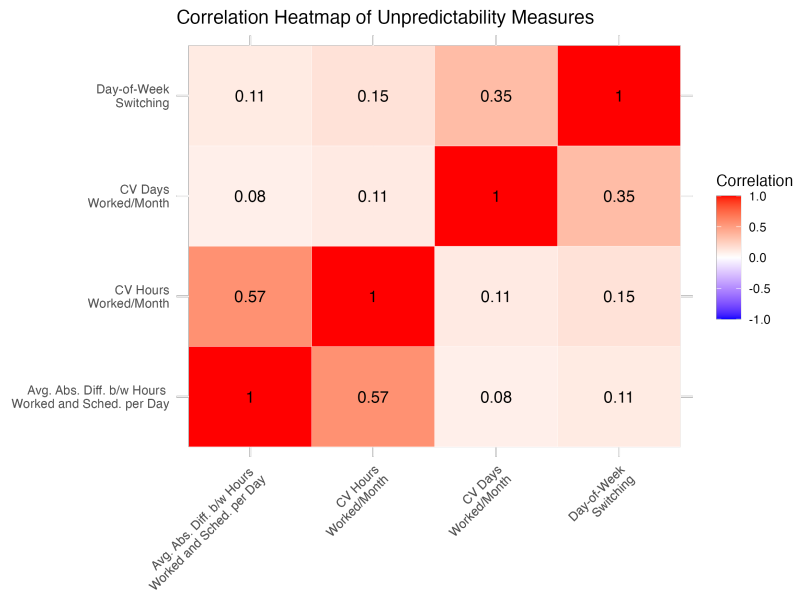 Correlation Heatmap of Unpredictability Measures
Day-of-Week
Switching
0.11
0.15
0.35
1
CV Days
Worked/Month
0.08
0.11
1
0.35
CV Hours
Worked/Month
0.57
1
0.11
0.15
Avg. Abs. Diff. b/w Hours
Worked and Sched. per Day
1
0.57
0.08
0.11
Avg. Abs. Diff. b/w Hours
Worked and Sched. per Day
CV Hours
Worked/Month
CV Days
Worked/Month
Day-of-Week
Switching
Correlation
1.0
0.5
0.0
-0.5
-1.0